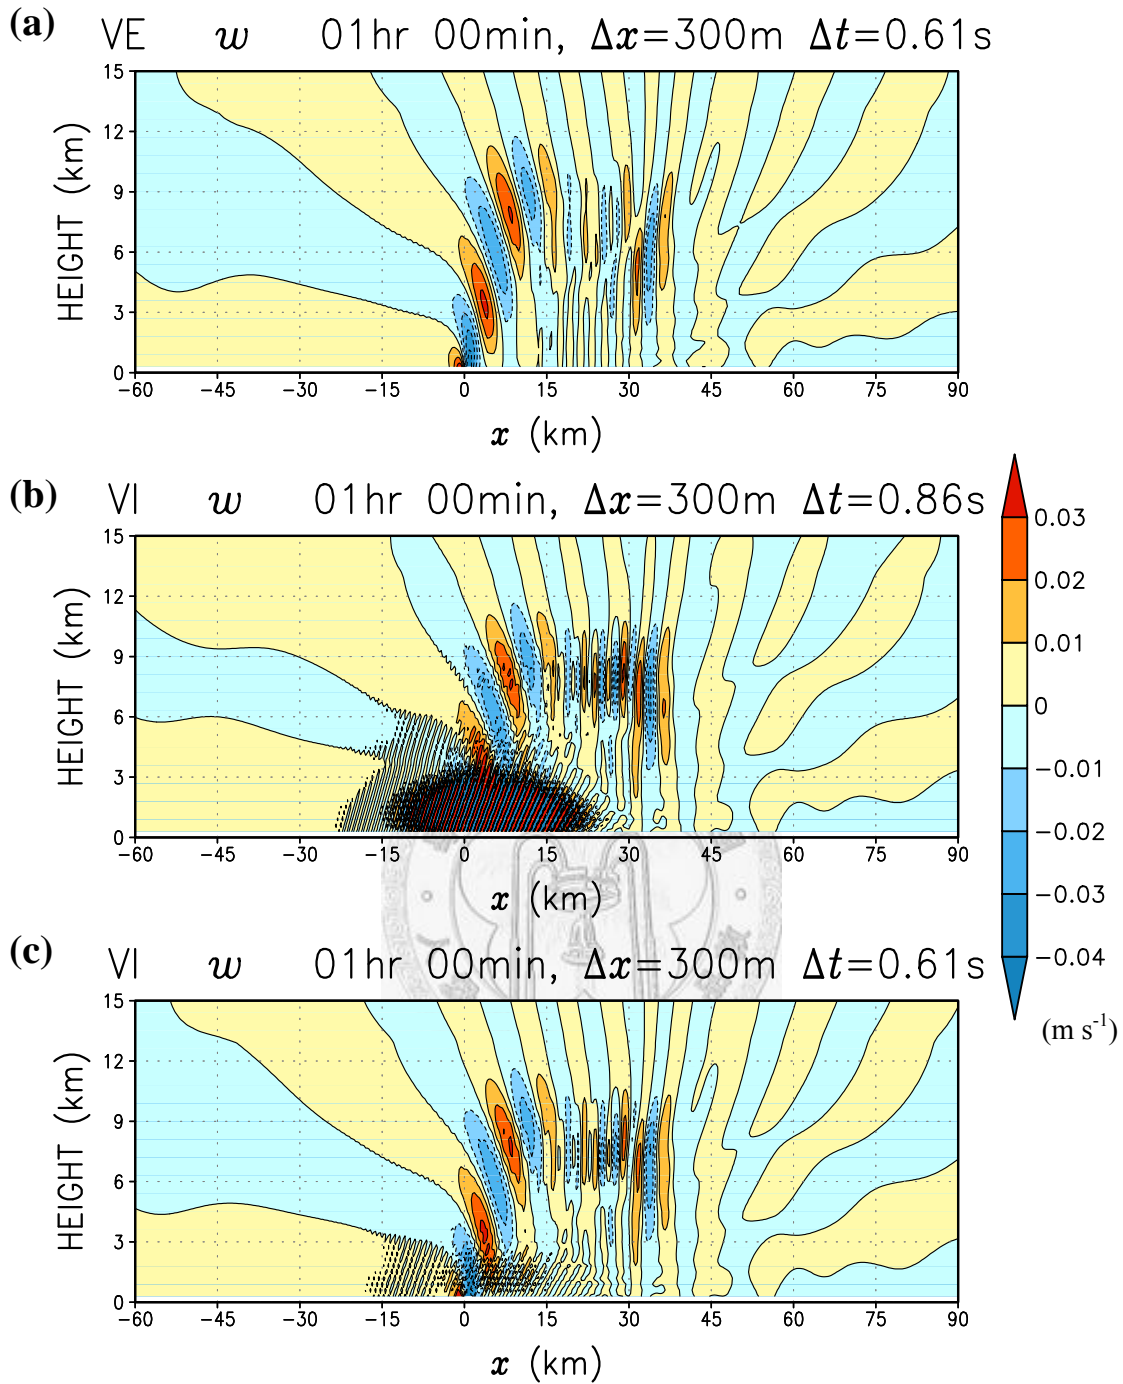 (a) VE w 01hr 00min, Δx=300m Δt=0.61s
HEIGHT (km)
15
12
9
6
3
0
−60 −45 −30 −15 0 15 30 45 60 75 90
x (km)
(b) VI w 01hr 00min, Δx=300m Δt=0.86s
HEIGHT (km)
15
12
9
6
3
0
−60 −45 −30 −15 0 15 30 45 60 75 90
x (km)
0.03
0.02
0.01
0
−0.01
−0.02
−0.03
−0.04
(m s⁻¹)
(c) VI w 01hr 00min, Δx=300m Δt=0.61s
HEIGHT (km)
15
12
9
6
3
0
−60 −45 −30 −15 0 15 30 45 60 75 90
x (km)